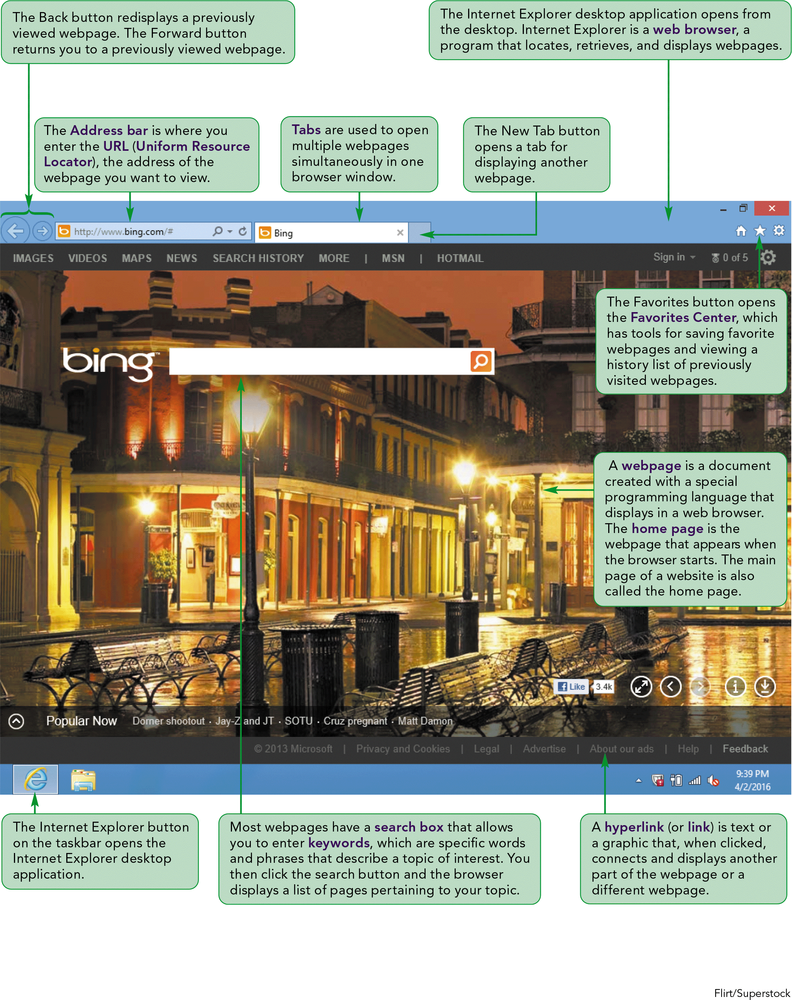 The Back button redisplays a previously
viewed webpage. The Forward button
returns you to a previously viewed webpage.
The Internet Explorer desktop application opens from
the desktop. Internet Explorer is a web browser, a
program that locates, retrieves, and displays webpages.
The Address bar is where you
enter the URL (Uniform Resource
Locator), the address of the
webpage you want to view.
Tabs are used to open
multiple webpages
simultaneously in one
browser window.
The New Tab button
opens a tab for
displaying another
webpage.
http://www.bing.com/#
Bing
IMAGES VIDEOS MAPS NEWS SEARCH HISTORY MORE | MSN | HOTMAIL
Sign in 0 of 5
The Favorites button opens
the Favorites Center, which
has tools for saving favorite
webpages and viewing a
history list of previously
visited webpages.
bing™
A webpage is a document
created with a special
programming language that
displays in a web browser.
The home page is the
webpage that appears when
the browser starts. The main
page of a website is also
called the home page.
St. Ann
Like 3.4k
Popular Now Dorner shootout · Jay-Z and JT · SOTU · Cruz pregnant · Matt Damon
© 2013 Microsoft | Privacy and Cookies | Legal | Advertise | About our ads | Help | Feedback
9:39 PM
4/2/2016
The Internet Explorer button
on the taskbar opens the
Internet Explorer desktop
application.
Most webpages have a search box that allows
you to enter keywords, which are specific words
and phrases that describe a topic of interest. You
then click the search button and the browser
displays a list of pages pertaining to your topic.
A hyperlink (or link) is text or
a graphic that, when clicked,
connects and displays another
part of the webpage or a
different webpage.
Flirt/Superstock